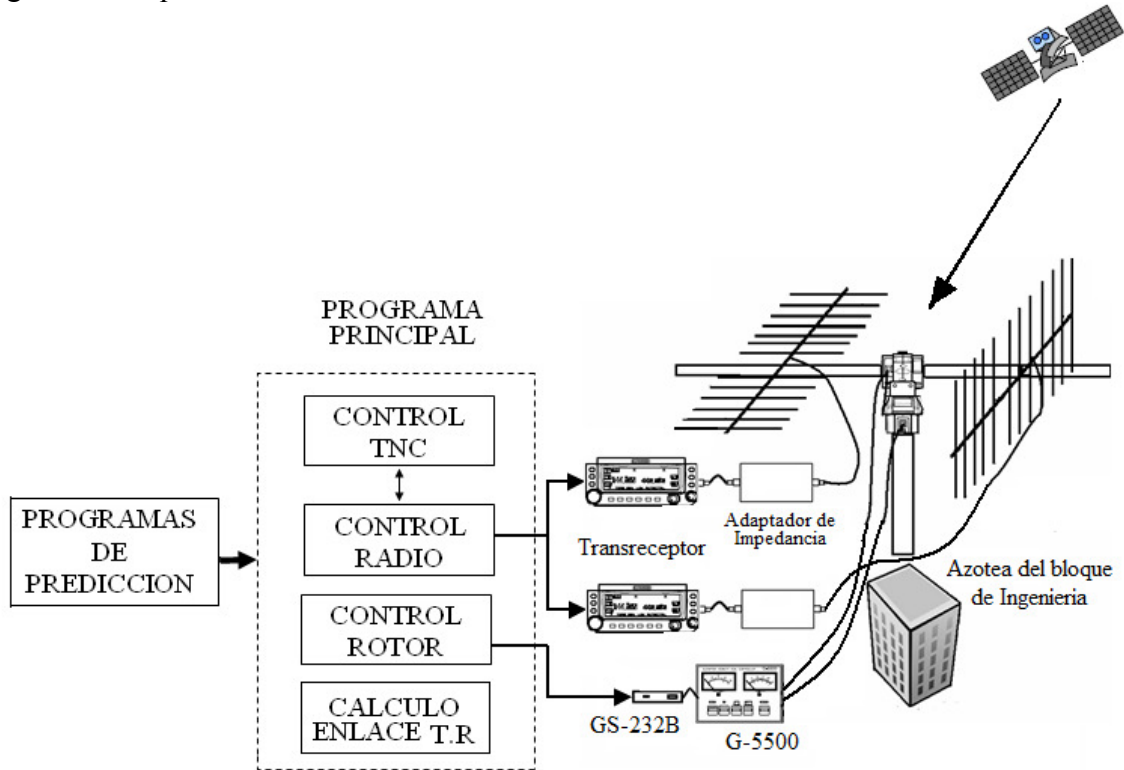 PROGRAMA
PRINCIPAL
CONTROL
TNC
CONTROL
RADIO
CONTROL
ROTOR
CALCULO
ENLACE T.R
PROGRAMAS
DE
PREDICCION
Transreceptor
Adaptador de
Impedancia
GS-232B
G-5500
Azotea del bloque
de Ingenieria